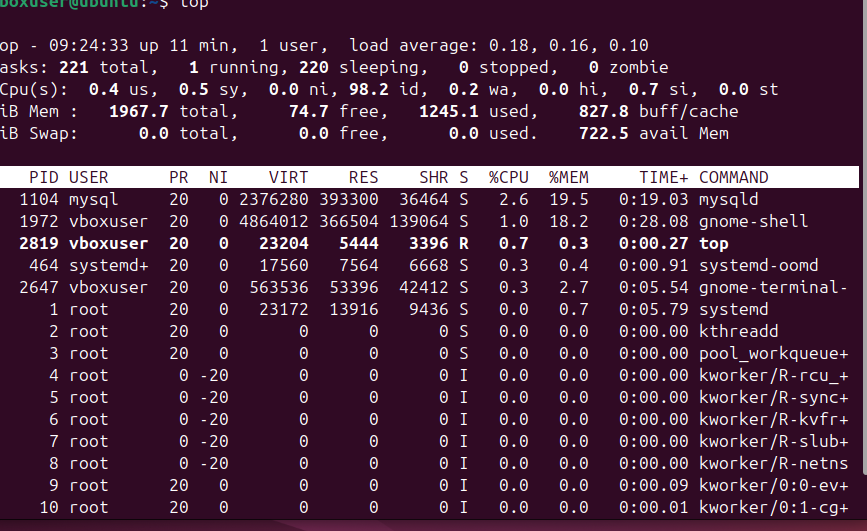 boxuser@ubuntu:~$ top
op - 09:24:33 up 11 min,  1 user,  load average: 0.18, 0.16, 0.10
asks: 221 total,   1 running, 220 sleeping,   0 stopped,   0 zombie
Cpu(s):  0.4 us,  0.5 sy,  0.0 ni, 98.2 id,  0.2 wa,  0.0 hi,  0.7 si,  0.0 st
iB Mem :   1967.7 total,     74.7 free,   1245.1 used,    827.8 buff/cache
iB Swap:      0.0 total,      0.0 free,      0.0 used.    722.5 avail Mem
PID USER      PR  NI    VIRT    RES    SHR S  %CPU  %MEM     TIME+ COMMAND
1104 mysql     20   0 2376280 393300  36464 S   2.6  19.5   0:19.03 mysqld
1972 vboxuser  20   0 4864012 366504 139064 S   1.0  18.2   0:28.08 gnome-shell
2819 vboxuser  20   0   23204   5444   3396 R   0.7   0.3   0:00.27 top
464 systemd+  20   0   17560   7564   6668 S   0.3   0.4   0:00.91 systemd-oomd
2647 vboxuser  20   0  563536  53396  42412 S   0.3   2.7   0:05.54 gnome-terminal-
1 root      20   0   23172  13916   9436 S   0.0   0.7   0:05.79 systemd
2 root      20   0       0      0      0 S   0.0   0.0   0:00.00 kthreadd
3 root      20   0       0      0      0 S   0.0   0.0   0:00.00 pool_workqueue+
4 root       0 -20       0      0      0 I   0.0   0.0   0:00.00 kworker/R-rcu_+
5 root       0 -20       0      0      0 I   0.0   0.0   0:00.00 kworker/R-sync+
6 root       0 -20       0      0      0 I   0.0   0.0   0:00.00 kworker/R-kvfr+
7 root       0 -20       0      0      0 I   0.0   0.0   0:00.00 kworker/R-slub+
8 root       0 -20       0      0      0 I   0.0   0.0   0:00.00 kworker/R-netns
9 root      20   0       0      0      0 I   0.0   0.0   0:00.09 kworker/0:0-ev+
10 root      20   0       0      0      0 I   0.0   0.0   0:00.01 kworker/0:1-cg+